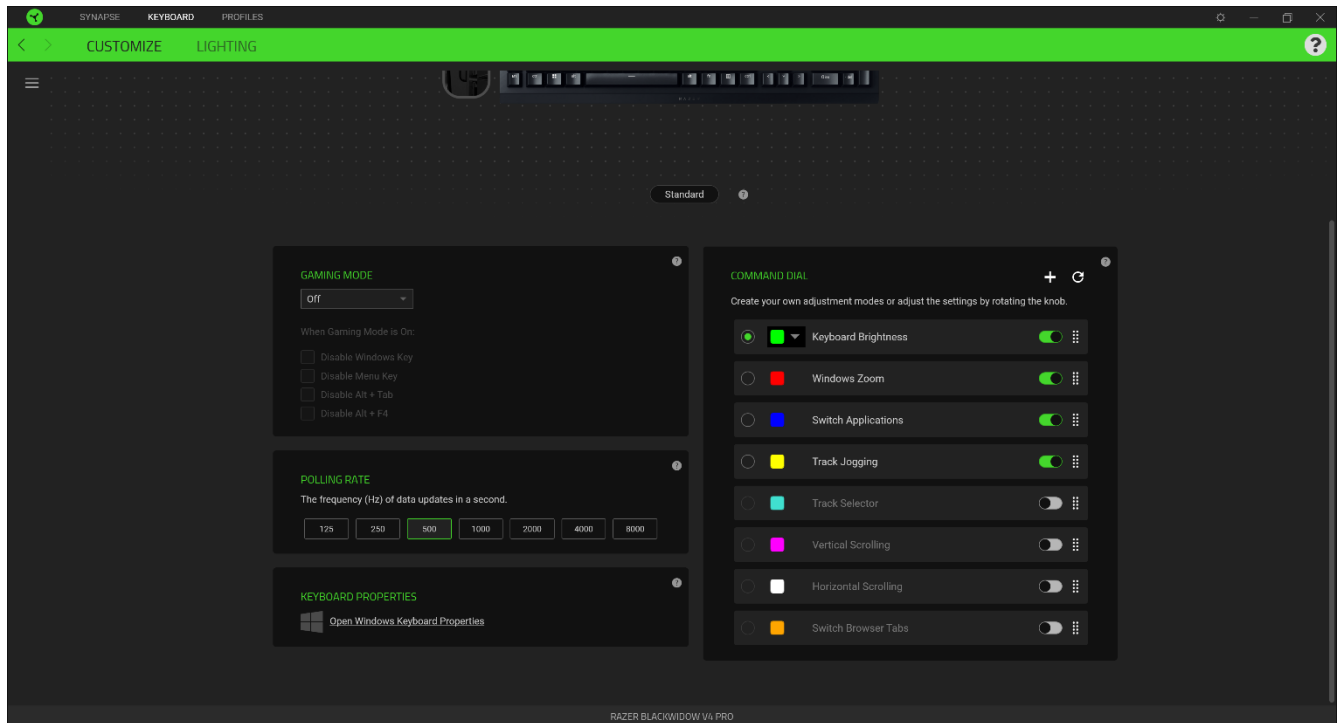 SYNAPSE KEYBOARD PROFILES
CUSTOMIZE LIGHTING
Standard
GAMING MODE
Off
When Gaming Mode is On:
Disable Windows Key
Disable Menu Key
Disable Alt + Tab
Disable Alt + F4
POLLING RATE
The frequency (Hz) of data updates in a second.
125 250 500 1000 2000 4000 8000
KEYBOARD PROPERTIES
Open Windows Keyboard Properties
COMMAND DIAL
Create your own adjustment modes or adjust the settings by rotating the knob.
Keyboard Brightness
Windows Zoom
Switch Applications
Track Jogging
Track Selector
Vertical Scrolling
Horizontal Scrolling
Switch Browser Tabs
RAZER BLACKWIDOW V4 PRO